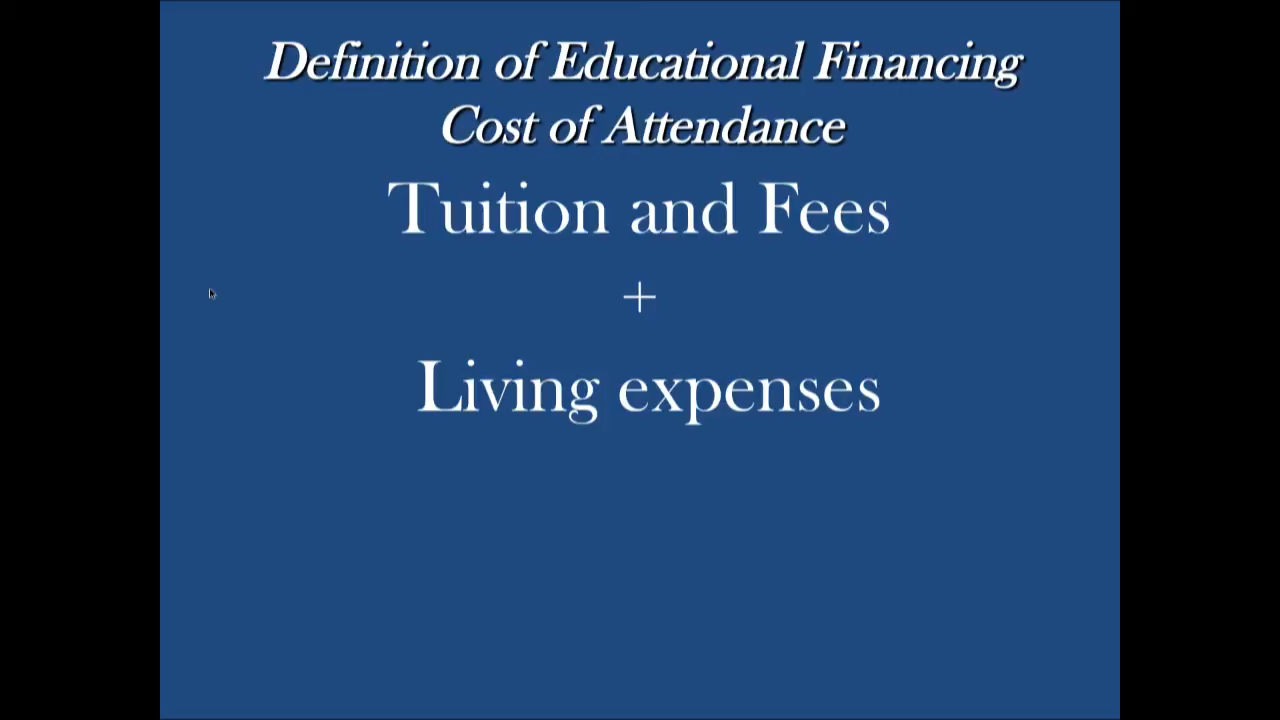 Definition of Educational Financing
Cost of Attendance
Tuition and Fees
+
Living expenses